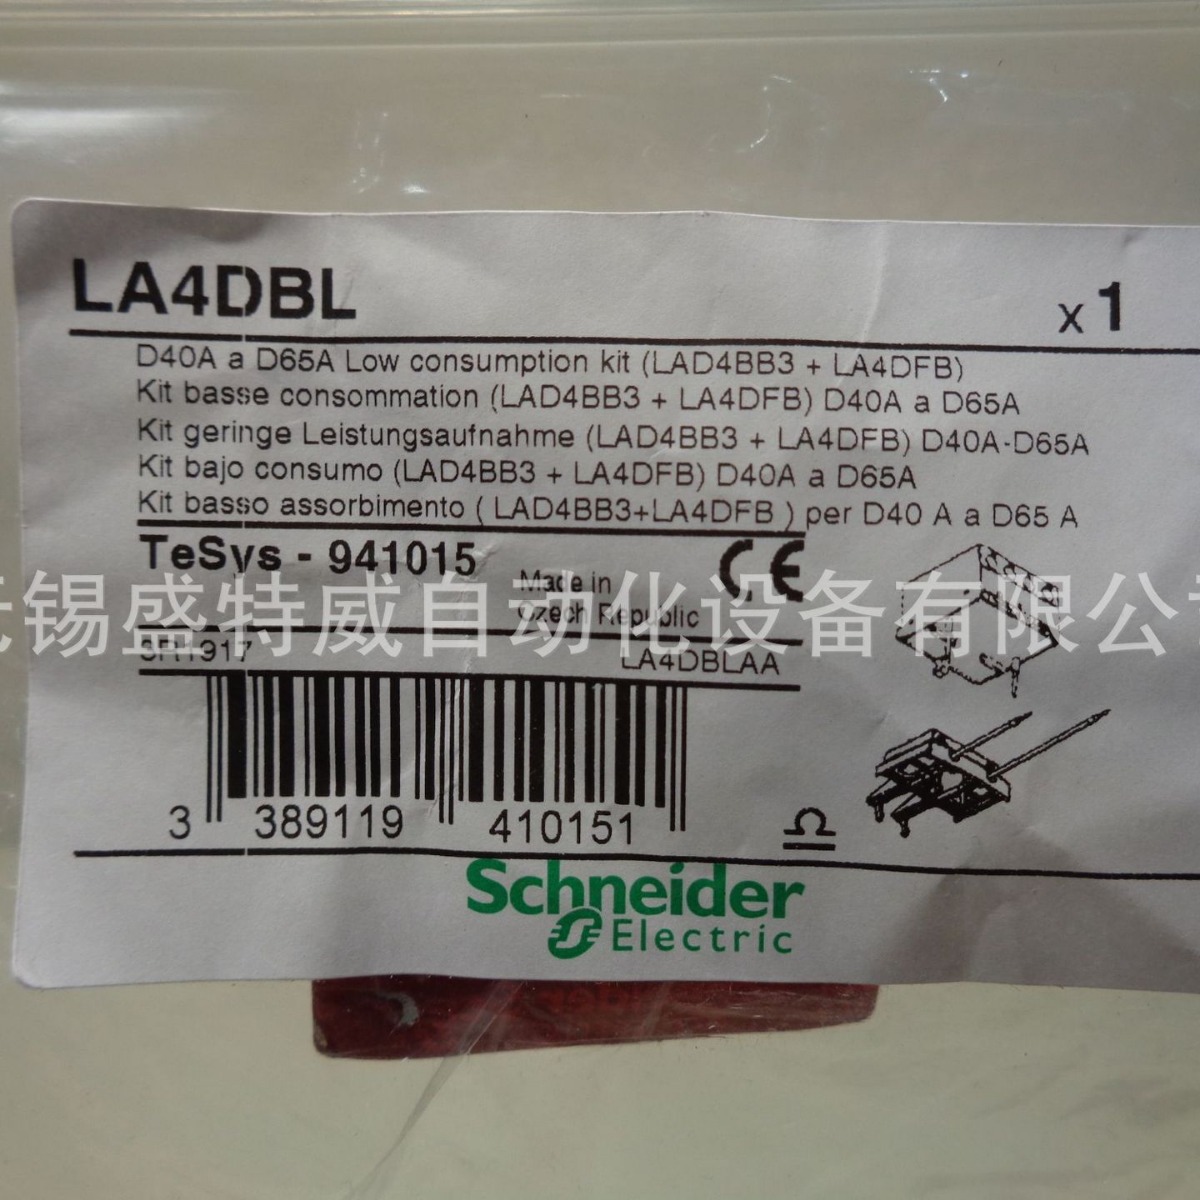 LA4DBL
x 1
D40A a D65A Low consumption kit (LAD4BB3 + LA4DFB)
Kit basse consommation (LAD4BB3 + LA4DFB) D40A a D65A
Kit geringe Leistungsaufnahme (LAD4BB3 + LA4DFB) D40A-D65A
Kit bajo consumo (LAD4BB3 + LA4DFB) D40A a D65A
Kit basso assorbimento ( LAD4BB3+LA4DFB ) per D40 A a D65 A
TeSys - 941015
Made in
Czech Republic
CE
锡盛特威自动化设备有限公
LA4DBLAA
3 389119 410151
Schneider
Electric